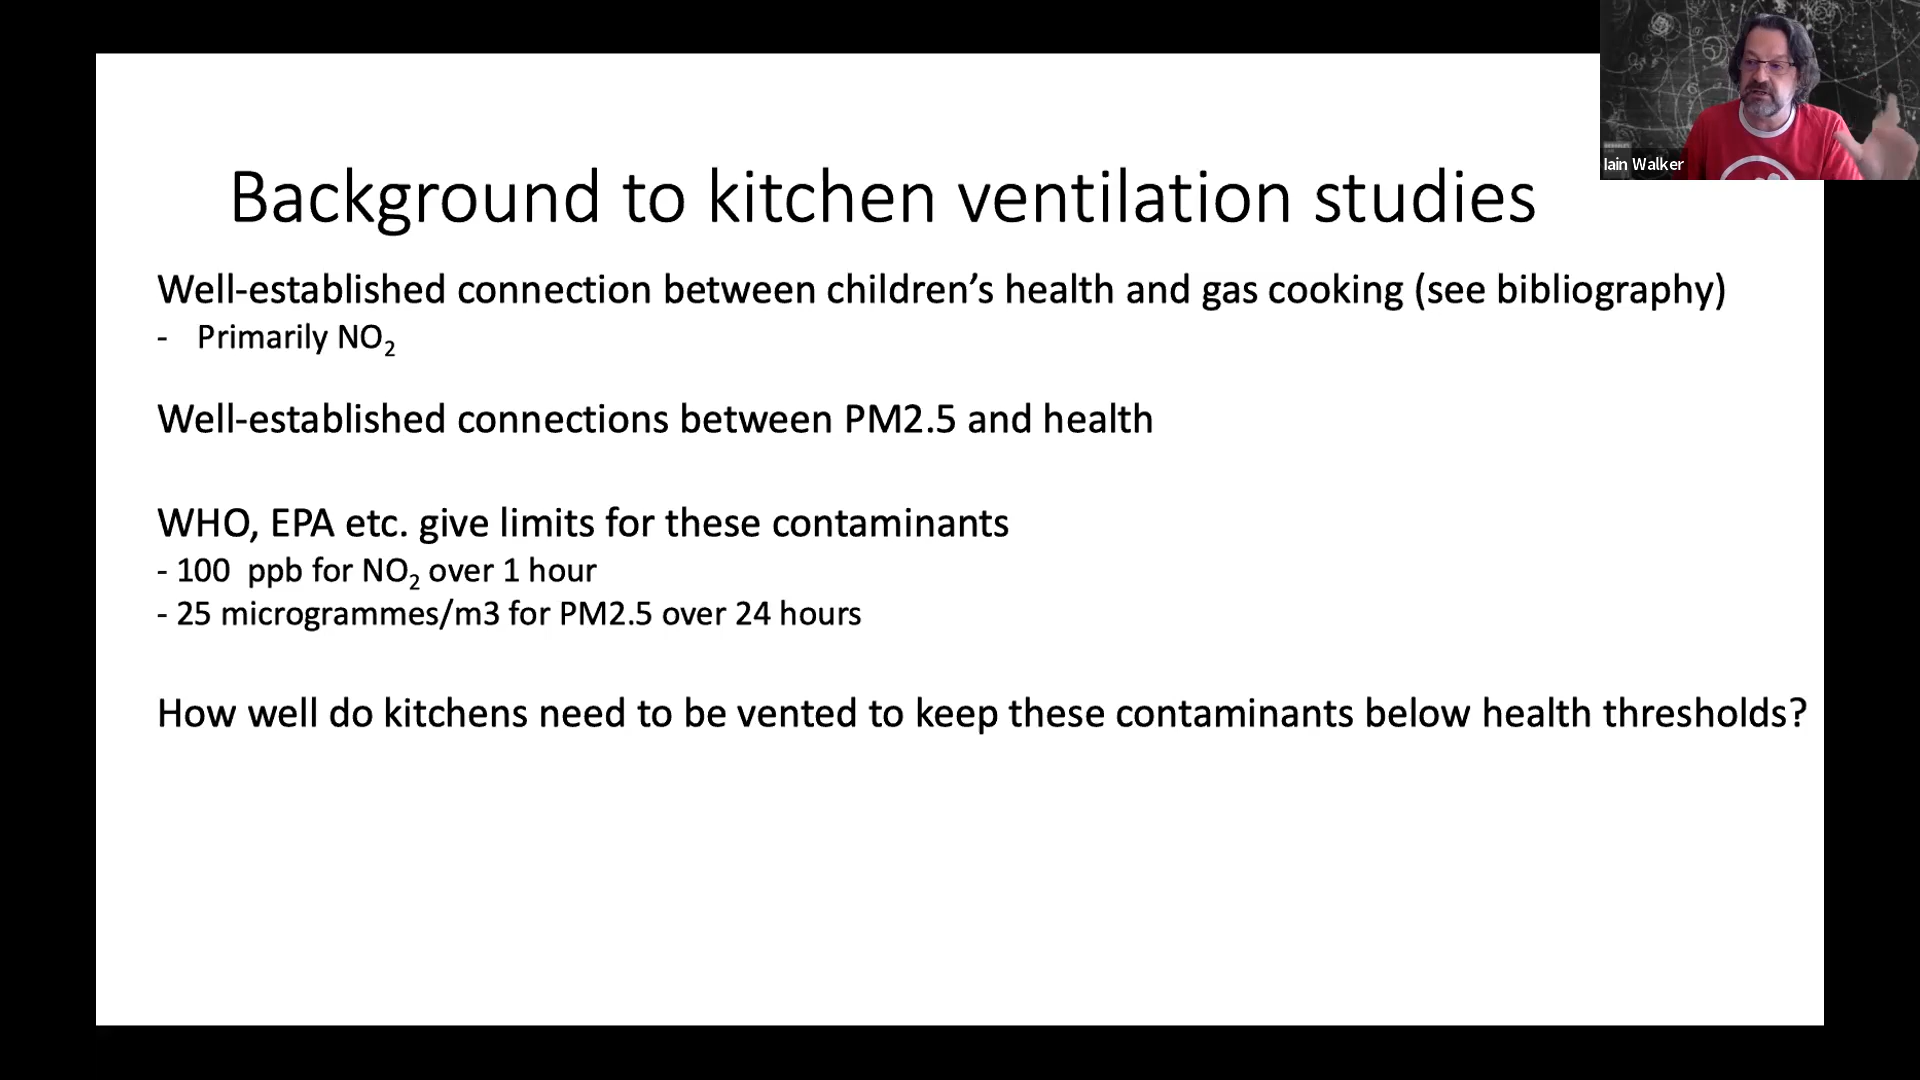 Iain Walker
Background to kitchen ventilation studies
Well-established connection between children’s health and gas cooking (see bibliography)
- Primarily NO₂
Well-established connections between PM2.5 and health
WHO, EPA etc. give limits for these contaminants
- 100 ppb for NO₂ over 1 hour
- 25 microgrammes/m3 for PM2.5 over 24 hours
How well do kitchens need to be vented to keep these contaminants below health thresholds?